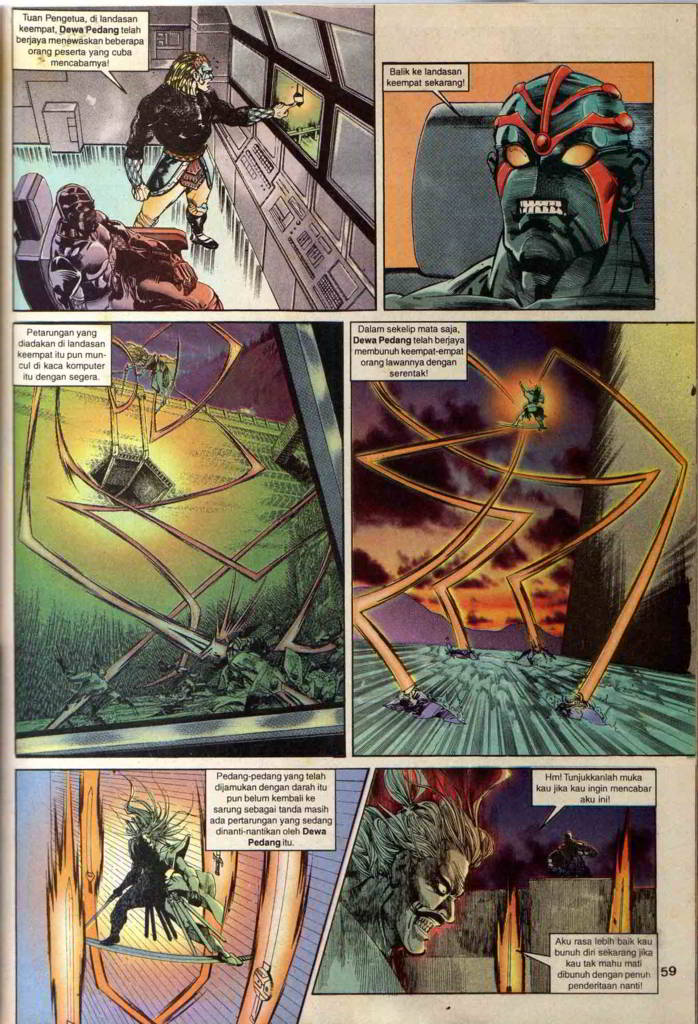 Tuan Pengetua, di landasan
keempat, Dewa Pedang telah
berjaya menewaskan beberapa
orang peserta yang cuba
mencabarnya!
Balik ke landasan
keempat sekarang!
Petarungan yang
diadakan di landasan
keempat itu pun mun-
cul di kaca komputer
itu dengan segera.
Dalam sekelip mata saja,
Dewa Pedang telah berjaya
membunuh keempat-empat
orang lawannya dengan
serentak!
Pedang-pedang yang telah
dijamukan dengan darah itu
pun belum kembali ke
sarung sebagai tanda masih
ada pertarungan yang sedang
dinanti-nantikan oleh Dewa
Pedang itu.
Hm! Tunjukkanlah muka
kau jika kau ingin mencabar
aku ini!
Aku rasa lebih baik kau
bunuh diri sekarang jika
kau tak mahu mati
dibunuh dengan penuh
penderitaan nanti!
59